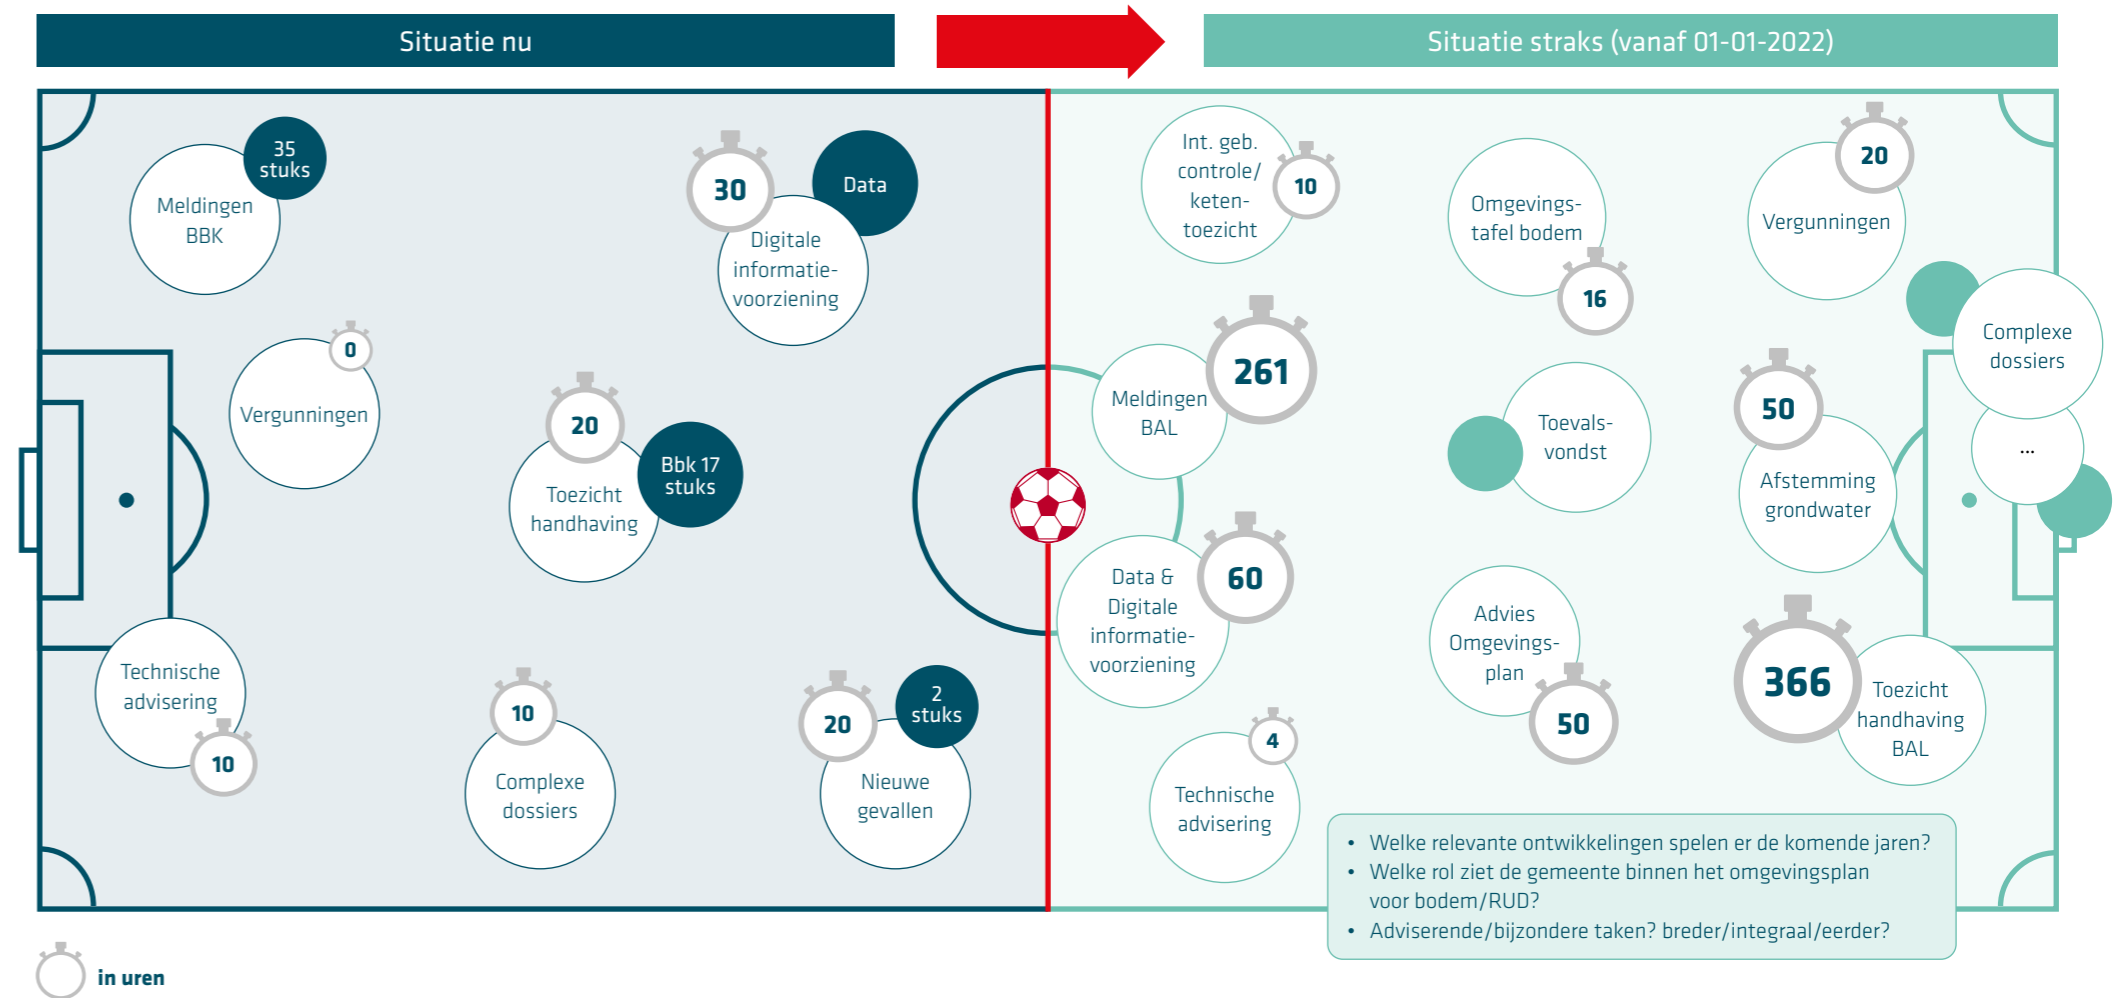 Situatie nu
Situatie straks (vanaf 01-01-2022)
35
stuks
Meldingen
BBK
30
Data
Digitale
informatie-
voorziening
0
Vergunningen
20
Bbk 17
stuks
Toezicht
handhaving
Technische
advisering
10
10
Complexe
dossiers
20
2
stuks
Nieuwe
gevallen
Int. geb.
controle/
keten-
toezicht
10
Omgevings-
tafel bodem
16
20
Vergunningen
Complexe
dossiers
...
261
Meldingen
BAL
Toevals-
vondst
50
Afstemming
grondwater
Data &
Digitale
informatie-
voorziening
60
Advies
Omgevings-
plan
50
366
Toezicht
handhaving
BAL
4
Technische
advisering
• Welke relevante ontwikkelingen spelen er de komende jaren?
• Welke rol ziet de gemeente binnen het omgevingsplan
voor bodem/RUD?
• Adviserende/bijzondere taken? breder/integraal/eerder?
in uren